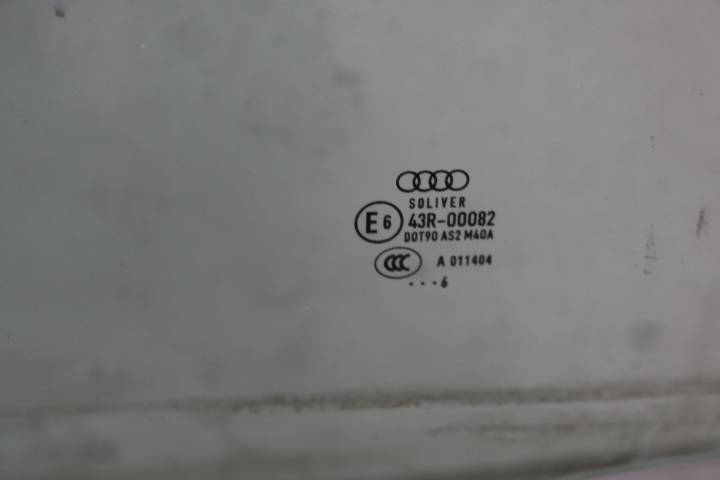 SOLIVER
E6 43R-00082
DOT90 AS2 M40A
CCC A 011404
...6